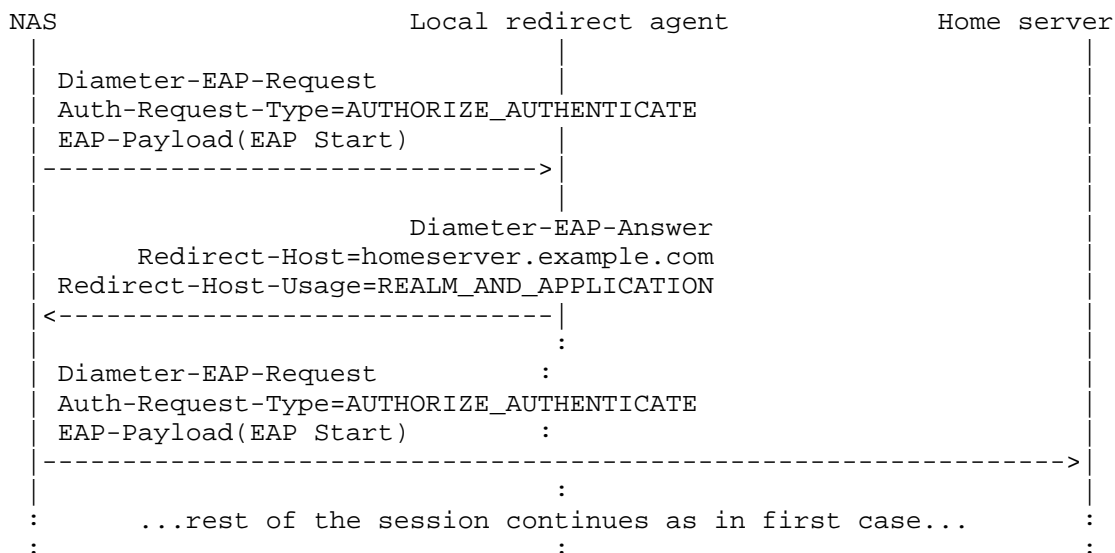 NAS Local redirect agent Home server
Diameter-EAP-Request
Auth-Request-Type=AUTHORIZE_AUTHENTICATE
EAP-Payload(EAP Start)
Diameter-EAP-Answer
Redirect-Host=homeserver.example.com
Redirect-Host-Usage=REALM_AND_APPLICATION
Diameter-EAP-Request
Auth-Request-Type=AUTHORIZE_AUTHENTICATE
EAP-Payload(EAP Start)
...rest of the session continues as in first case...